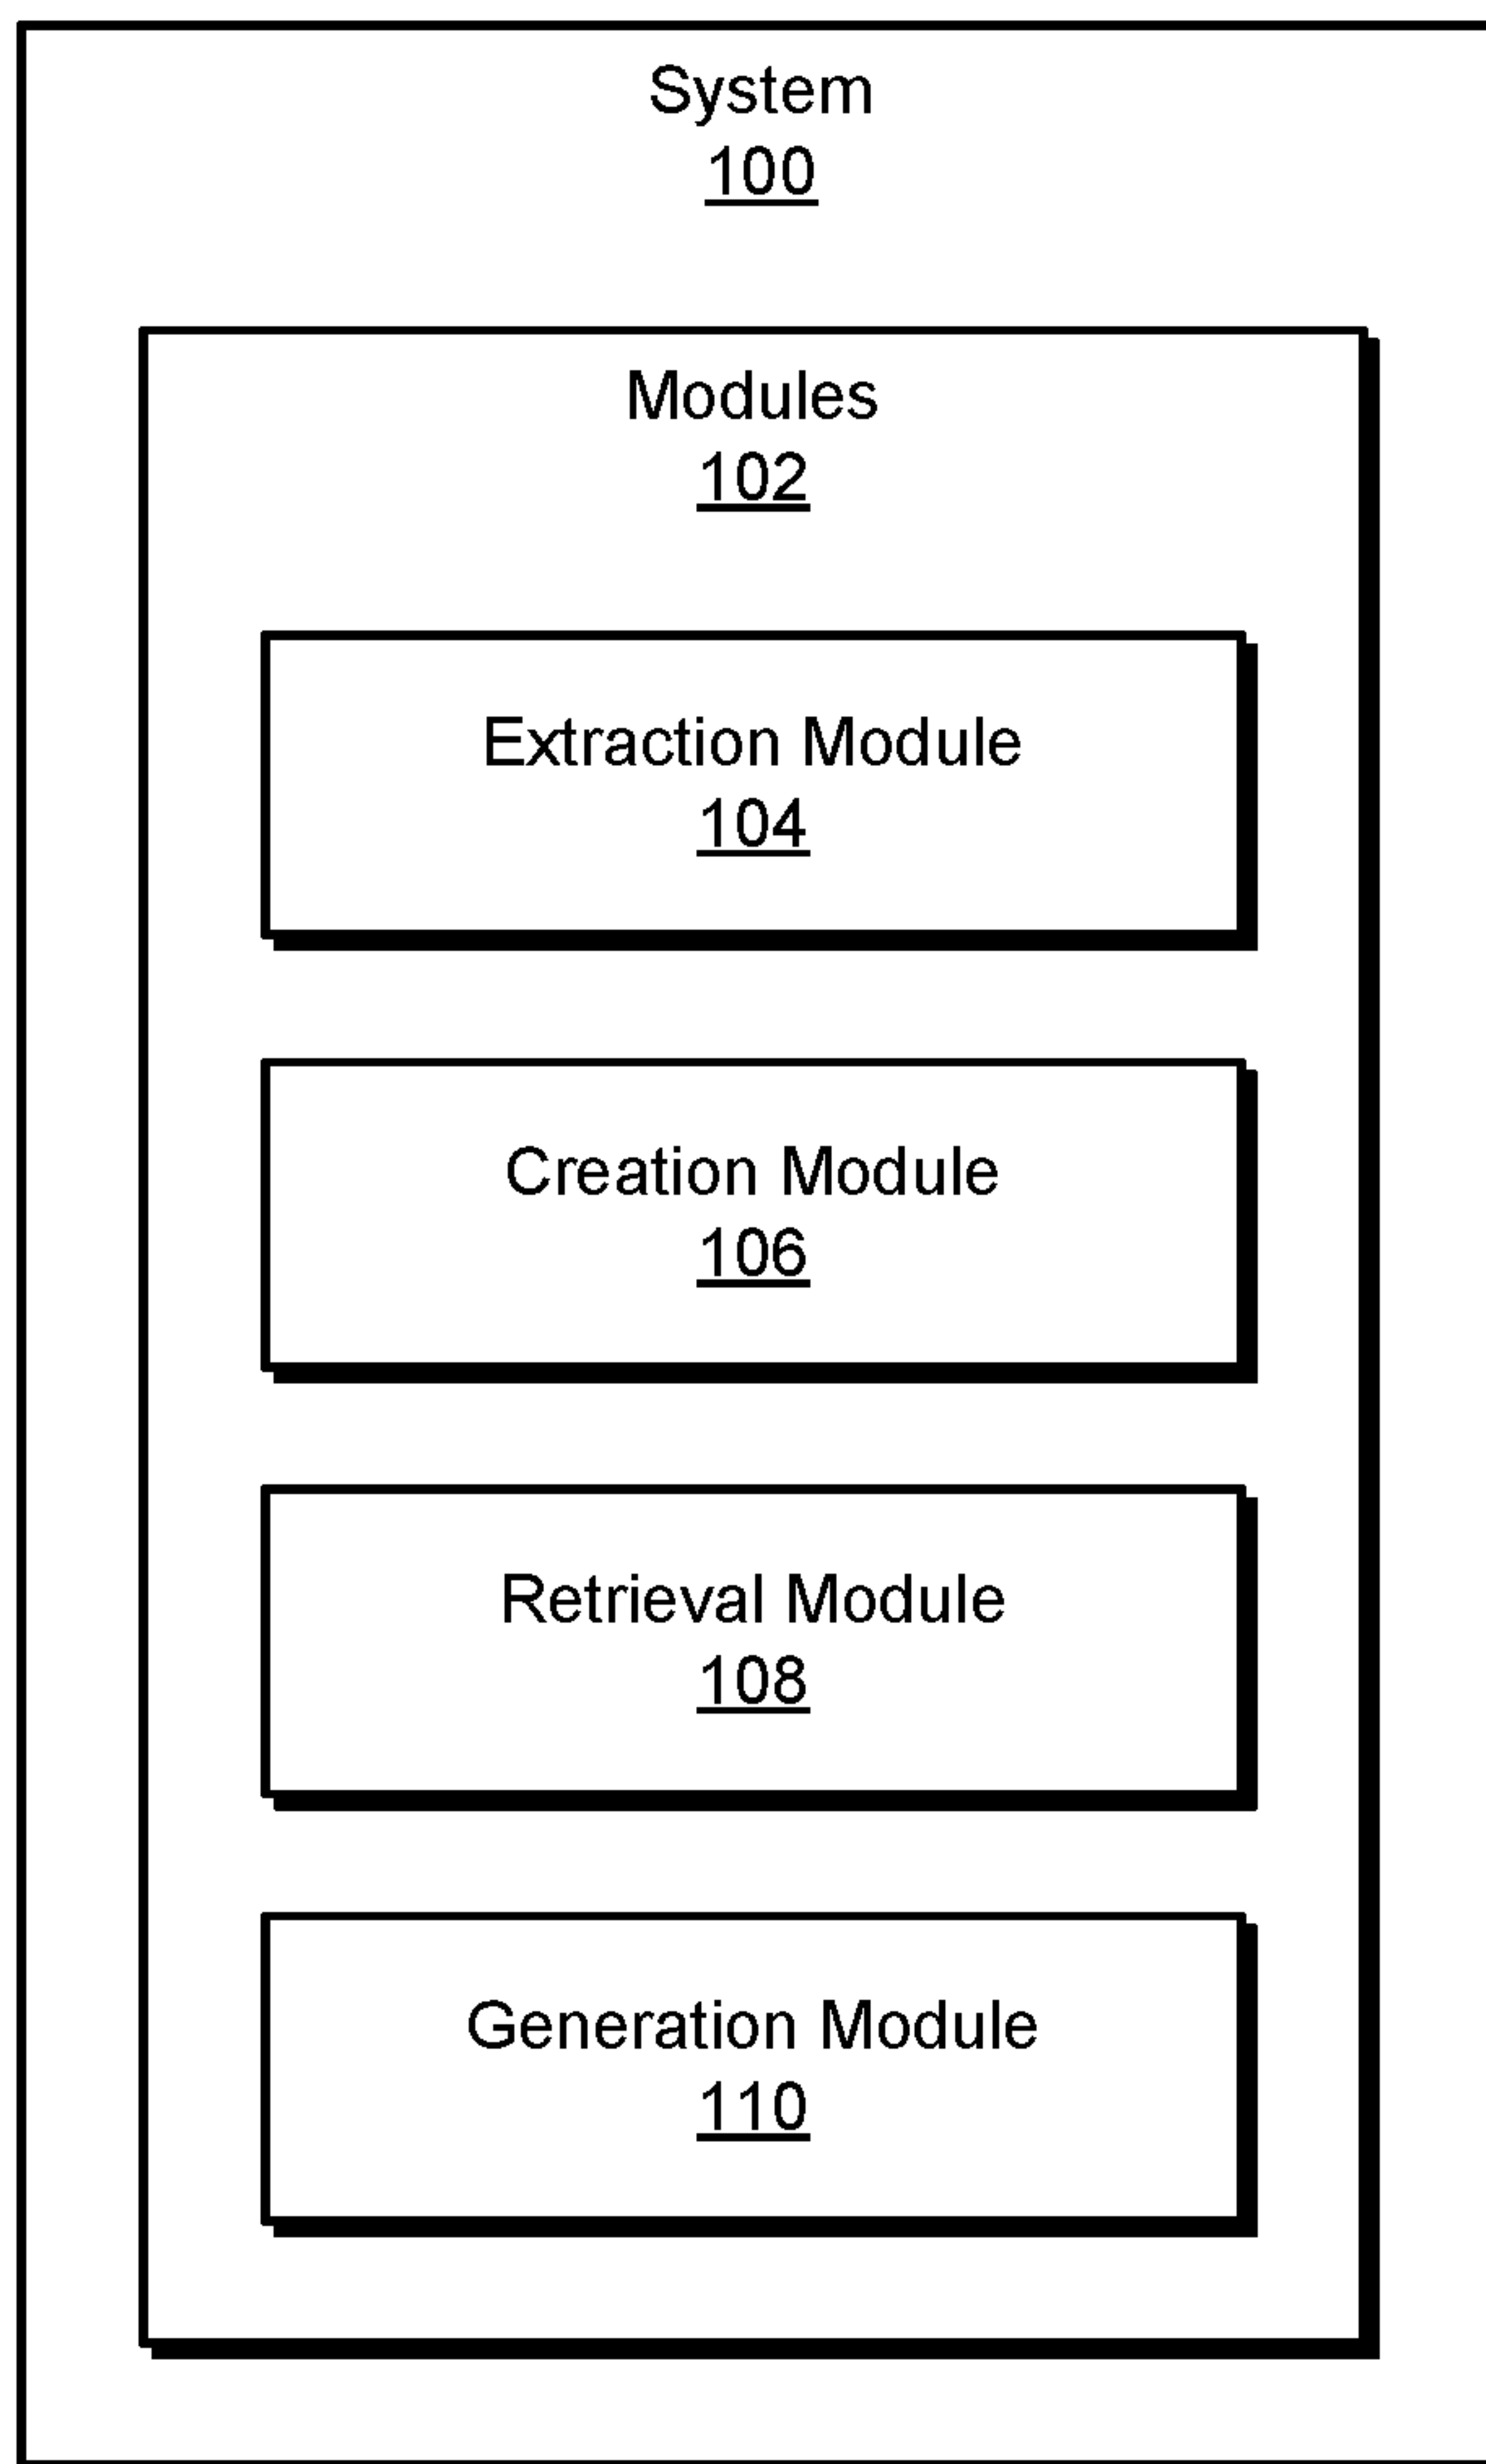 System
100
Modules
102
Extraction Module
104
Creation Module
106
Retrieval Module
108
Generation Module
110